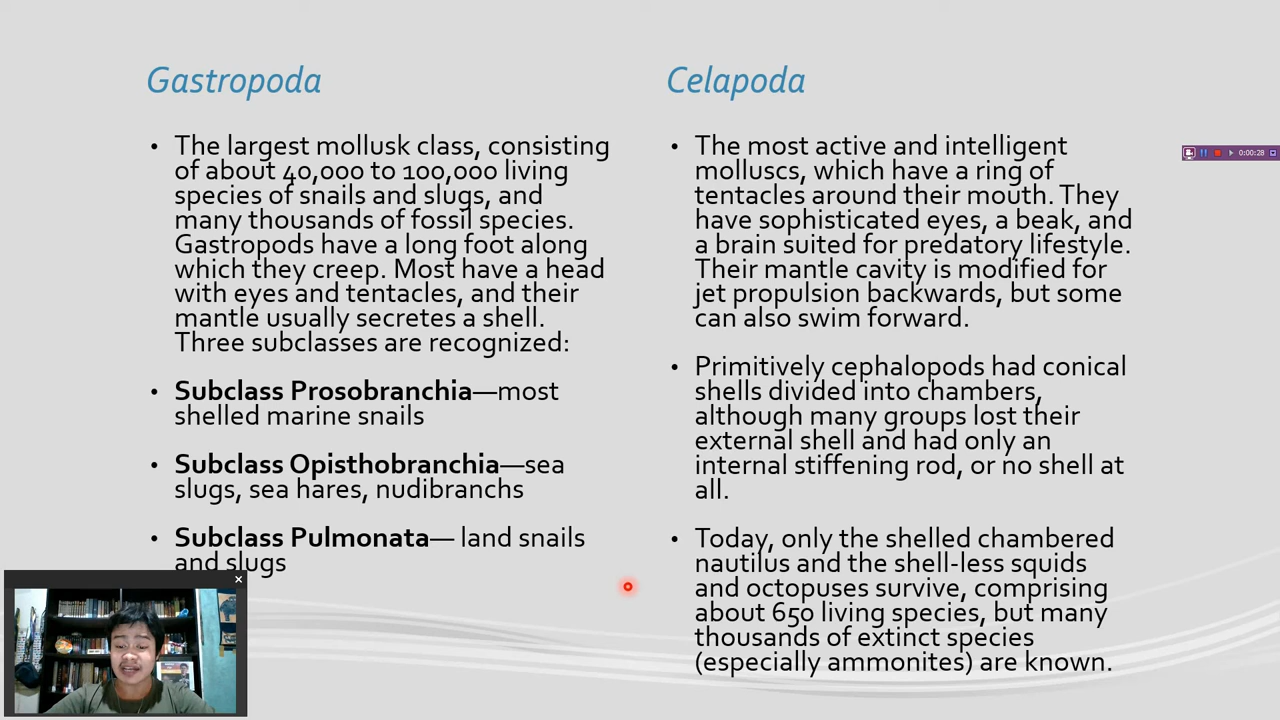 Gastropoda
• The largest mollusk class, consisting
of about 40,000 to 100,000 living
species of snails and slugs, and
many thousands of fossil species.
Gastropods have a long foot along
which they creep. Most have a head
with eyes and tentacles, and their
mantle usually secretes a shell.
Three subclasses are recognized:
• Subclass Prosobranchia—most
shelled marine snails
• Subclass Opisthobranchia—sea
slugs, sea hares, nudibranchs
• Subclass Pulmonata— land snails
and slugs
Celapoda
• The most active and intelligent
molluscs, which have a ring of
tentacles around their mouth. They
have sophisticated eyes, a beak, and
a brain suited for predatory lifestyle.
Their mantle cavity is modified for
jet propulsion backwards, but some
can also swim forward.
• Primitively cephalopods had conical
shells divided into chambers,
although many groups lost their
external shell and had only an
internal stiffening rod, or no shell at
all.
• Today, only the shelled chambered
nautilus and the shell-less squids
and octopuses survive, comprising
about 650 living species, but many
thousands of extinct species
(especially ammonites) are known.
0:00:28